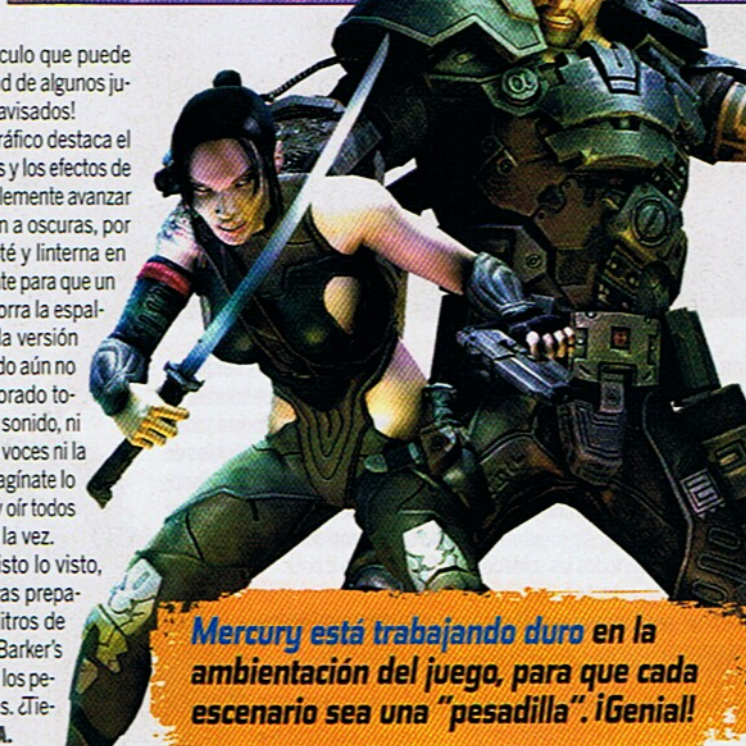 culo que puede
d de algunos ju-
avisados!
ráfico destaca el
s y los efectos de
lemente avanzar
n a oscuras, por
té y linterna en
te para que un
orra la espal-
la versión
do aún no
orado to-
sonido, ni
voces ni la
agínate lo
y oír todos
la vez.
isto lo visto,
as prepa-
litros de
Barker's
los pe-
s. ¿Tie-
A.
Mercury está trabajando duro en la
ambientación del juego, para que cada
escenario sea una "pesadilla". ¡Genial!